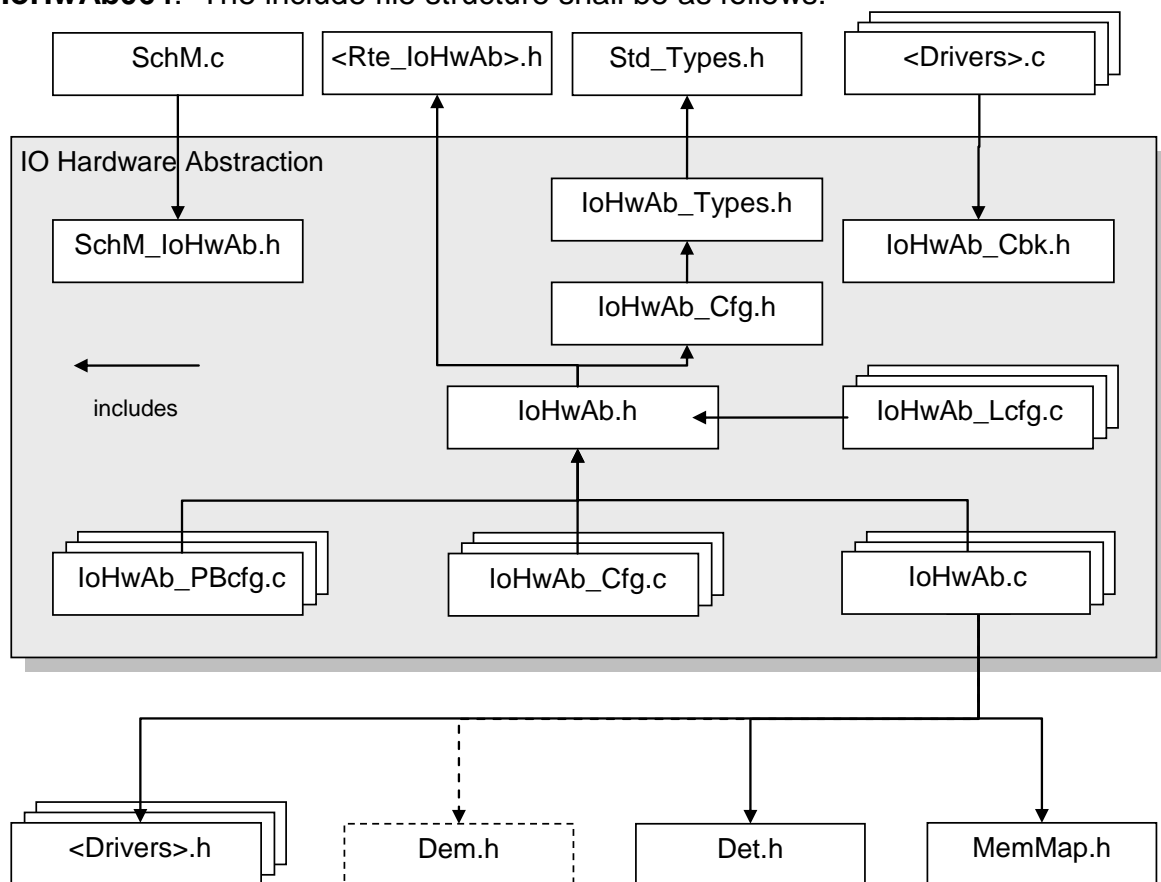 The include file structure shall be as follows:
SchM.c
<Rte_IoHwAb>.h
Std_Types.h
<Drivers>.c
IO Hardware Abstraction
IoHwAb_Types.h
SchM_IoHwAb.h
IoHwAb_Cbk.h
IoHwAb_Cfg.h
includes
IoHwAb.h
IoHwAb_Lcfg.c
IoHwAb_PBcfg.c
IoHwAb_Cfg.c
IoHwAb.c
<Drivers>.h
Dem.h
Det.h
MemMap.h